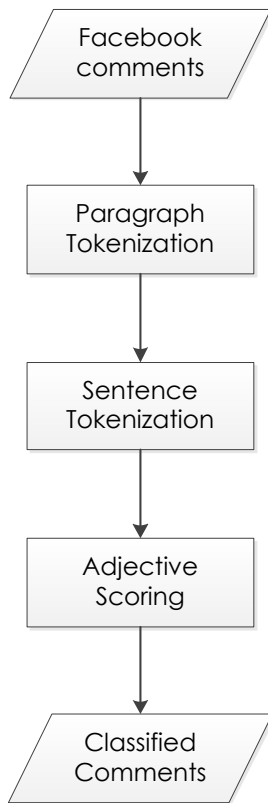 Facebook
comments
Paragraph
Tokenization
Sentence
Tokenization
Adjective
Scoring
Classified
Comments